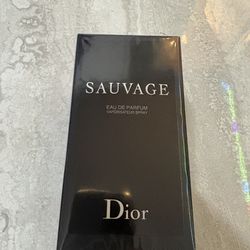 SAUVAGE
EAU DE PARFUM
VAPORISATEUR SPRAY
Dior